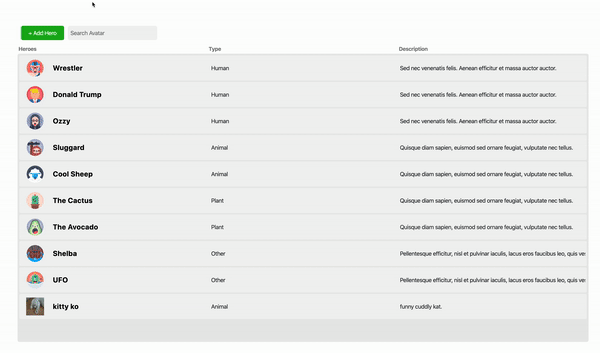 + Add Hero Search Avatar
Heroes Type Description
Wrestler Human Sed nec venenatis felis. Aenean efficitur et massa auctor auctor.
Donald Trump Human Sed nec venenatis felis. Aenean efficitur et massa auctor auctor.
Ozzy Human Sed nec venenatis felis. Aenean efficitur et massa auctor auctor.
Sluggard Animal Quisque diam sapien, euismod sed ornare feugiat, vulputate nec tellus.
Cool Sheep Animal Quisque diam sapien, euismod sed ornare feugiat, vulputate nec tellus.
The Cactus Plant Quisque diam sapien, euismod sed ornare feugiat, vulputate nec tellus.
The Avocado Plant Quisque diam sapien, euismod sed ornare feugiat, vulputate nec tellus.
Shelba Other Pellentesque efficitur, nisl et pulvinar iaculis, lacus eros faucibus leo, quis ve
UFO Other Pellentesque efficitur, nisl et pulvinar iaculis, lacus eros faucibus leo, quis ve
kitty ko Animal funny cuddly kat.